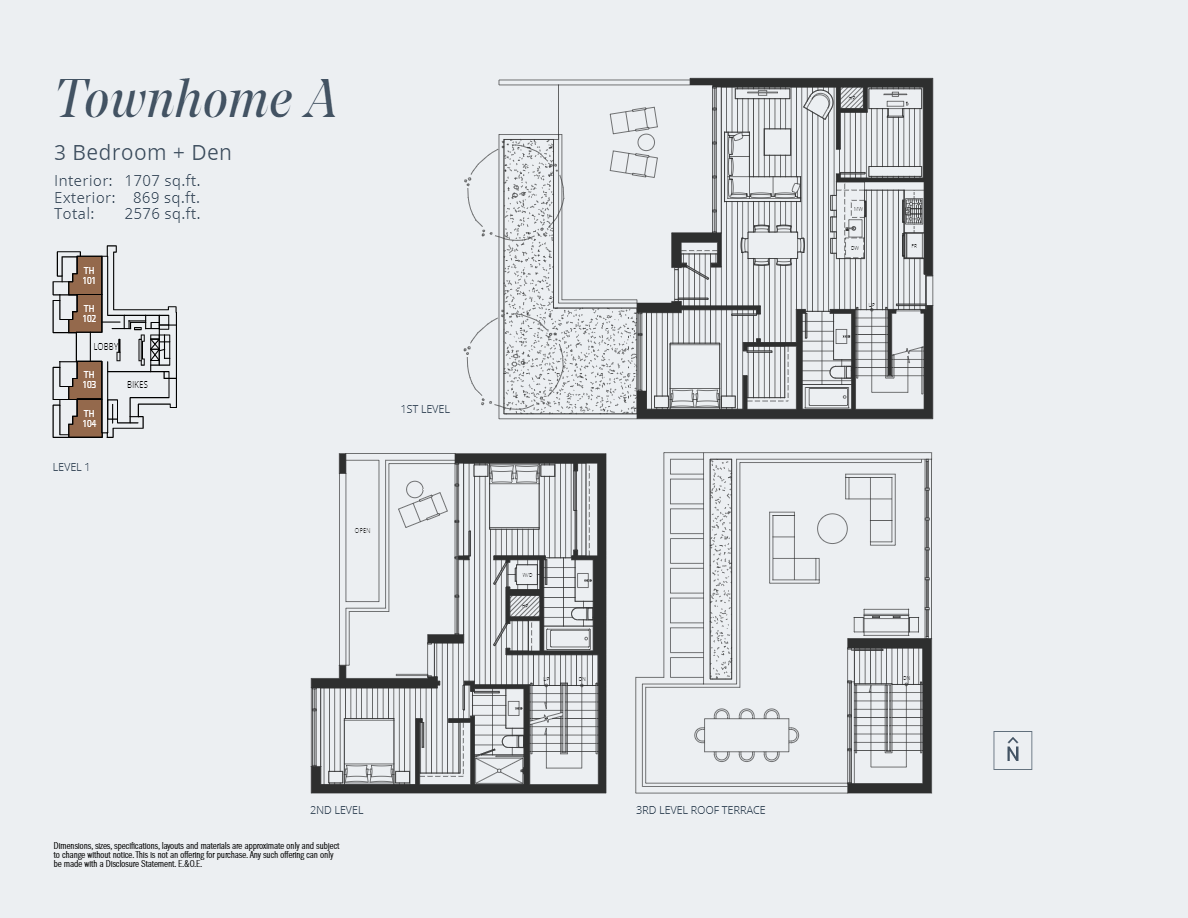 Townhome A
3 Bedroom + Den
Interior: 1707 sq.ft.
Exterior: 869 sq.ft.
Total: 2576 sq.ft.
TH
101
TH
102
LOBBY
TH
103
BIKES
TH
104
LEVEL 1
DW
FR
UP
1ST LEVEL
OPEN
W/D
UP
DN
2ND LEVEL
DN
3RD LEVEL ROOF TERRACE
N
Dimensions, sizes, specifications, layouts and materials are approximate only and subject
to change without notice. This is not an offering for purchase. Any such offering can only
be made with a Disclosure Statement. E.&O.E.